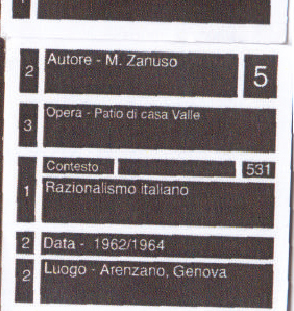 1
2 Autore - M. Zanuso 5
3 Opera - Patio di casa Valle
Contesto 531
1 Razionalismo italiano
2 Data - 1962/1964
2 Luogo - Arenzano, Genova